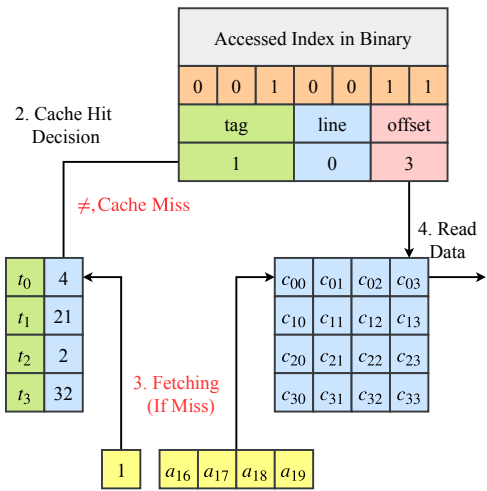 Accessed Index in Binary
0 0 1 0 0 1 1
tag line offset
1 0 3
2. Cache Hit
Decision
≠, Cache Miss
4. Read
Data
t₀ 4
t₁ 21
t₂ 2
t₃ 32
c₀₀ c₀₁ c₀₂ c₀₃
c₁₀ c₁₁ c₁₂ c₁₃
c₂₀ c₂₁ c₂₂ c₂₃
c₃₀ c₃₁ c₃₂ c₃₃
3. Fetching
(If Miss)
1
a₁₆ a₁₇ a₁₈ a₁₉